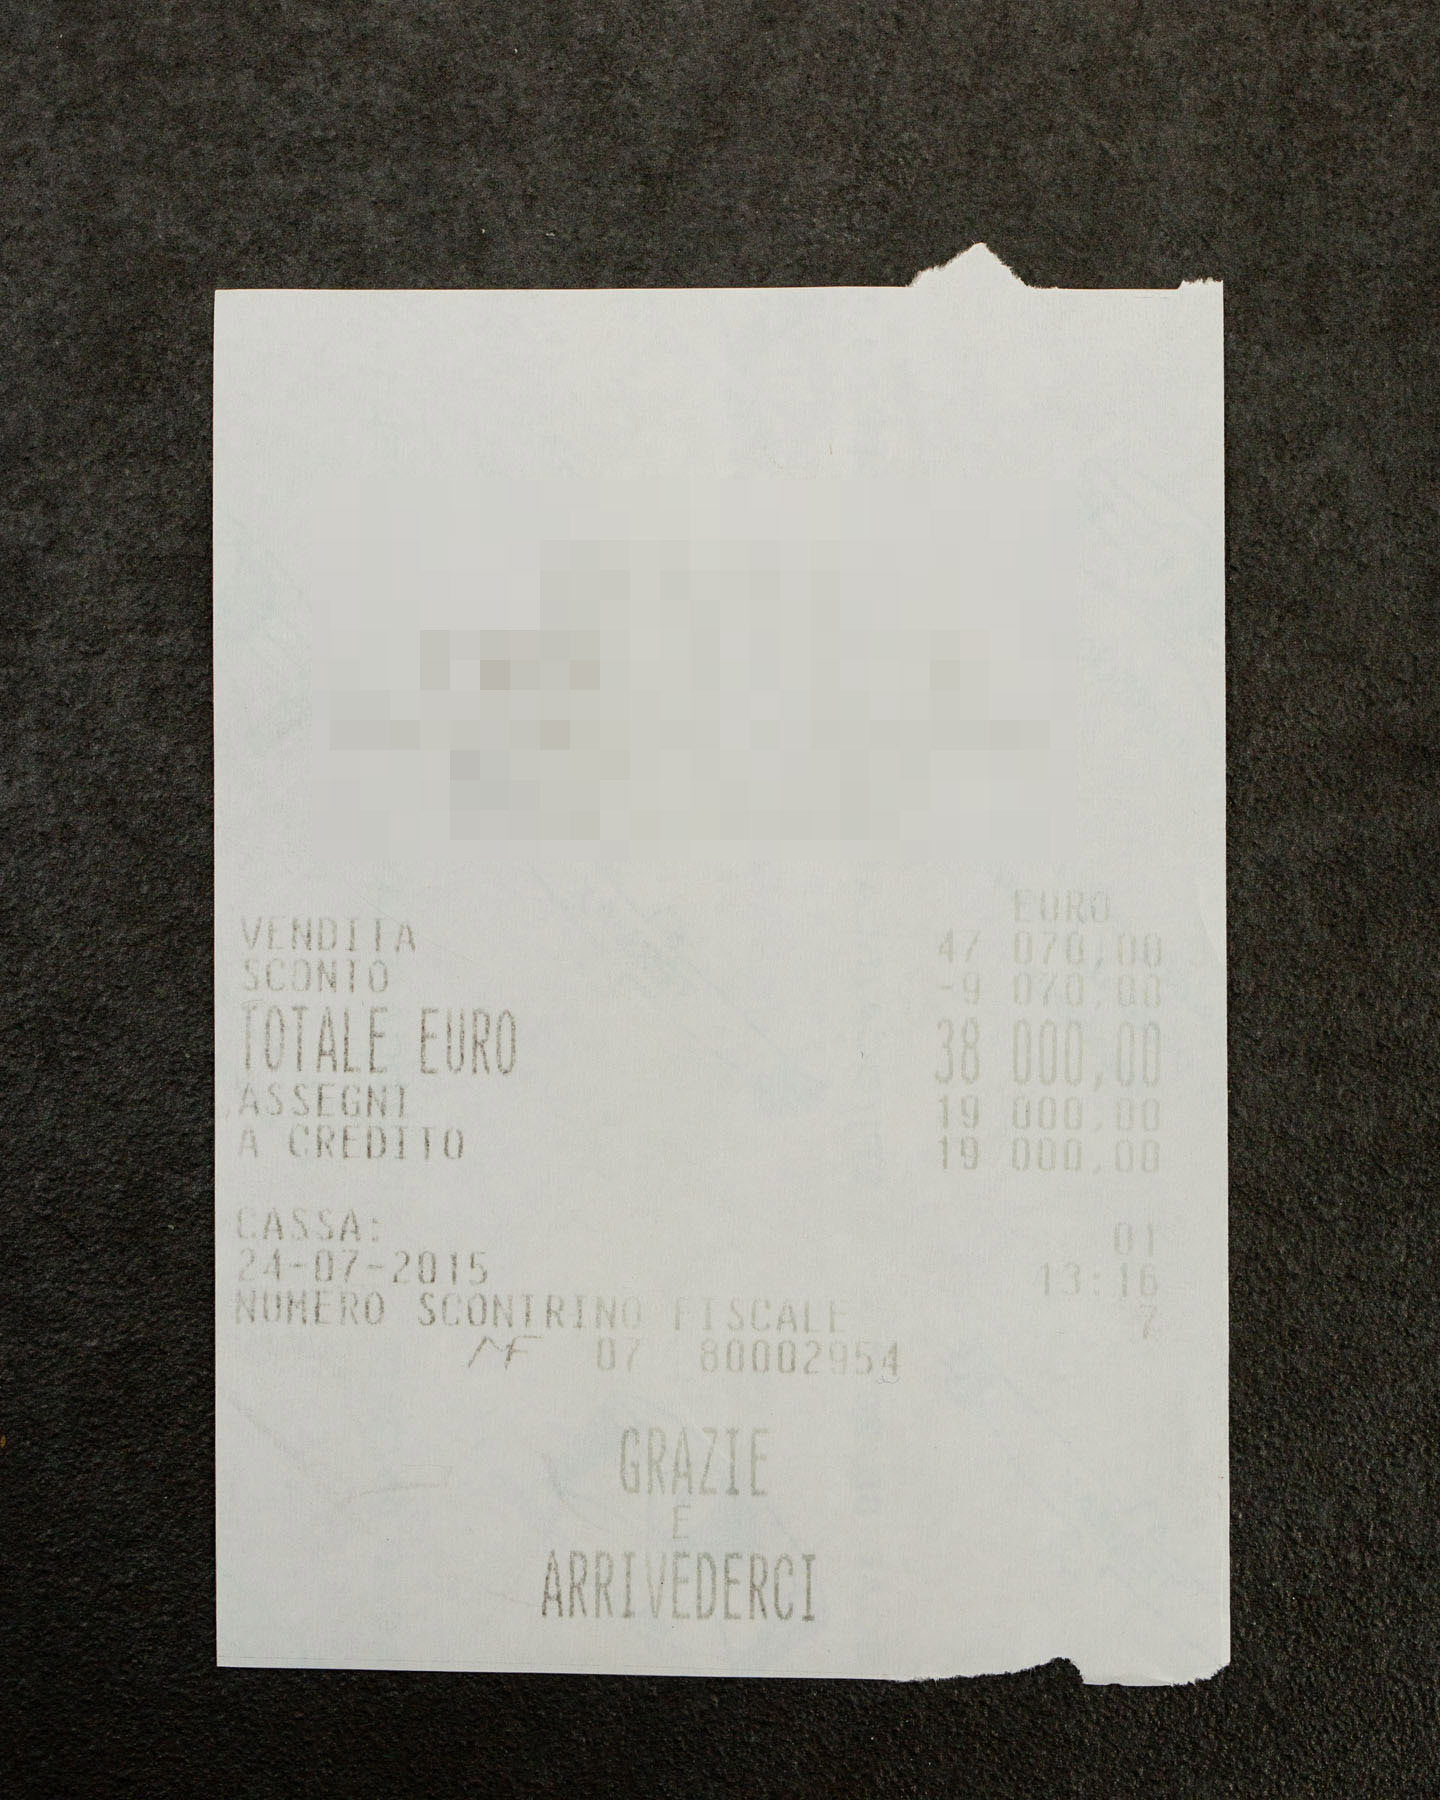 EURO
VENDITA 47 070,00
SCONTO -9 070,00
TOTALE EURO 38 000,00
ASSEGNI 19 000,00
A CREDITO 19 000,00
CASSA: 01
24-07-2015 13:16
NUMERO SCONTRINO FISCALE 7
MF 07 80002954
GRAZIE
E
ARRIVEDERCI